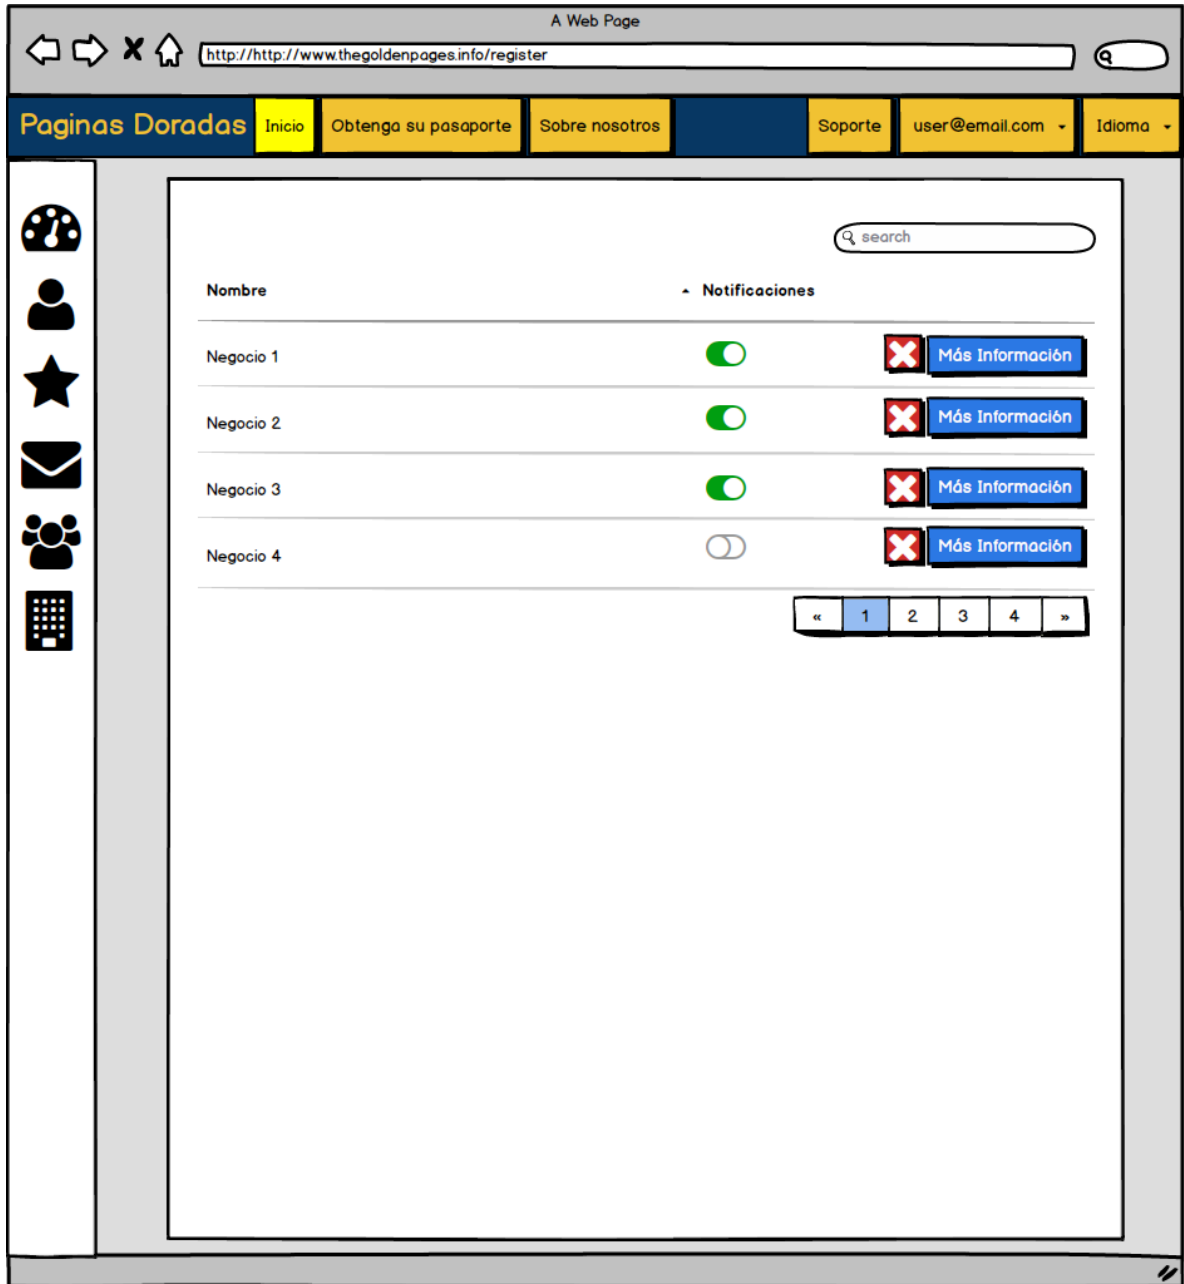 A Web Page
http://http://www.thegoldenpages.info/register
Paginas Doradas Inicio Obtenga su pasaporte Sobre nosotros Soporte user@email.com Idioma
search
Nombre Notificaciones
Negocio 1 Más Información
Negocio 2 Más Información
Negocio 3 Más Información
Negocio 4 Más Información
« 1 2 3 4 »